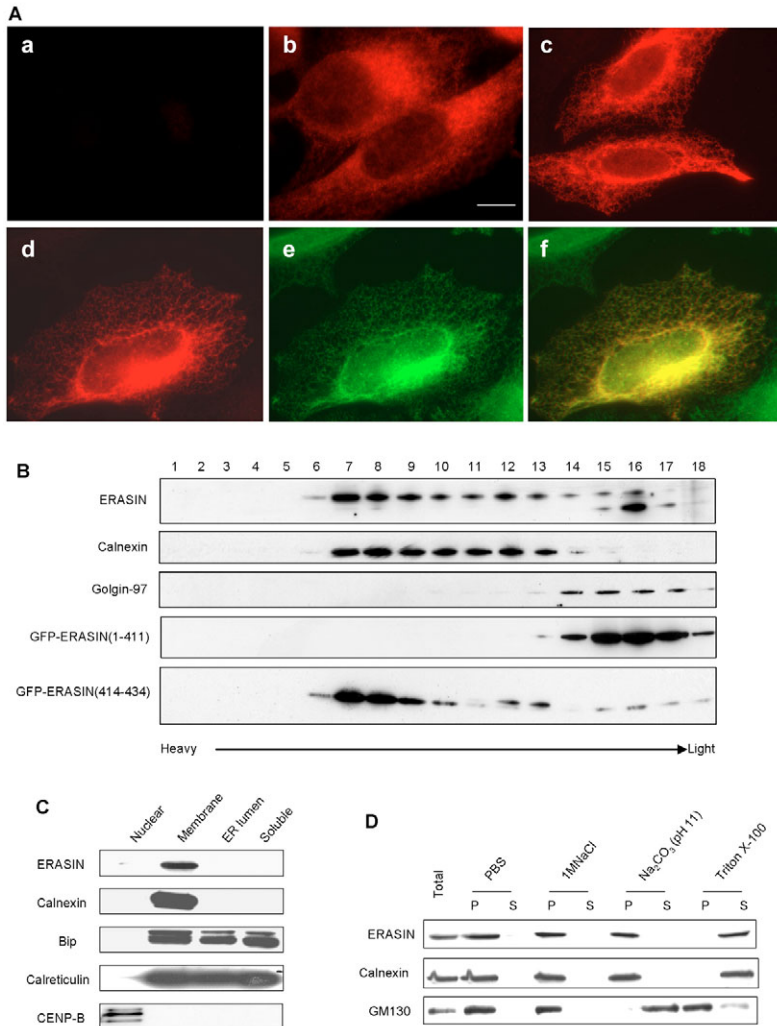 A
a b c
d e f
B
1 2 3 4 5 6 7 8 9 10 11 12 13 14 15 16 17 18
ERASIN
Calnexin
Golgin-97
GFP-ERASIN(1-411)
GFP-ERASIN(414-434)
Heavy Light
C
Nuclear Membrane ER lumen Soluble
ERASIN
Calnexin
Bip
Calreticulin
CENP-B
D
Total PBS 1MNaCl Na₂CO₃ (pH 11) Triton X-100
P S P S P S P S
ERASIN
Calnexin
GM130